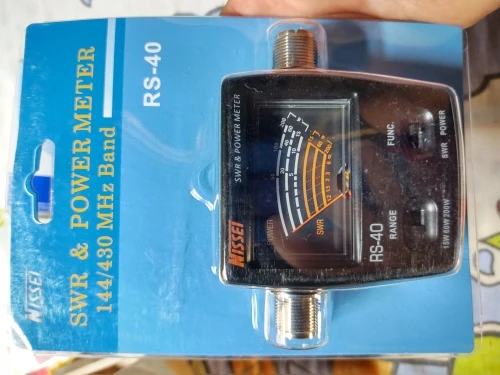 NISSEI
SWR & POWER METER
144/430 MHz Band
RS-40
SWR & POWER METER
POWER
SWR
NISSEI
RS-40
RANGE
FUNC.
15W 60W 200W
SWR POWER